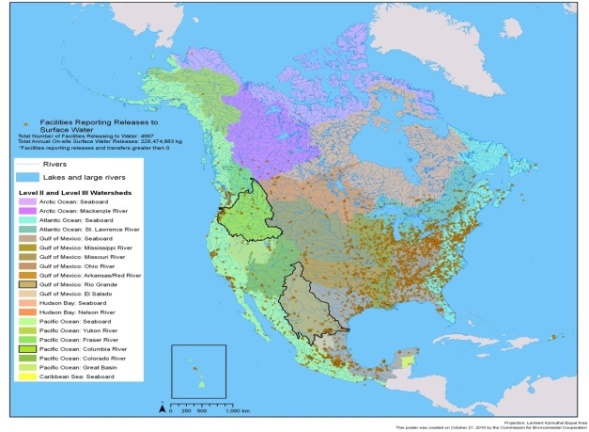 Facilities Reporting Releases to
Surface Water
Total Number of Facilities Releasing to Water: 4997
Total Annual On-site Surface Water Releases: 228,474,693 kg
*Facilities reporting releases and transfers greater than 0.
Rivers
Lakes and large rivers
Level II and Level III Watersheds
Arctic Ocean: Seaboard
Arctic Ocean: Mackenzie River
Atlantic Ocean: Seaboard
Atlantic Ocean: St. Lawrence River
Gulf of Mexico: Seaboard
Gulf of Mexico: Mississippi River
Gulf of Mexico: Missouri River
Gulf of Mexico: Ohio River
Gulf of Mexico: Arkansas/Red River
Gulf of Mexico: Rio Grande
Gulf of Mexico: El Salado
Hudson Bay: Seaboard
Hudson Bay: Nelson River
Pacific Ocean: Seaboard
Pacific Ocean: Yukon River
Pacific Ocean: Fraser River
Pacific Ocean: Columbia River
Pacific Ocean: Colorado River
Pacific Ocean: Great Basin
Caribbean Sea: Seaboard
0 250 500 1,000 km
Projection: Lambert Azimuthal Equal Area
This poster was created on October 21, 2010 by the Commission for Environmental Cooperation